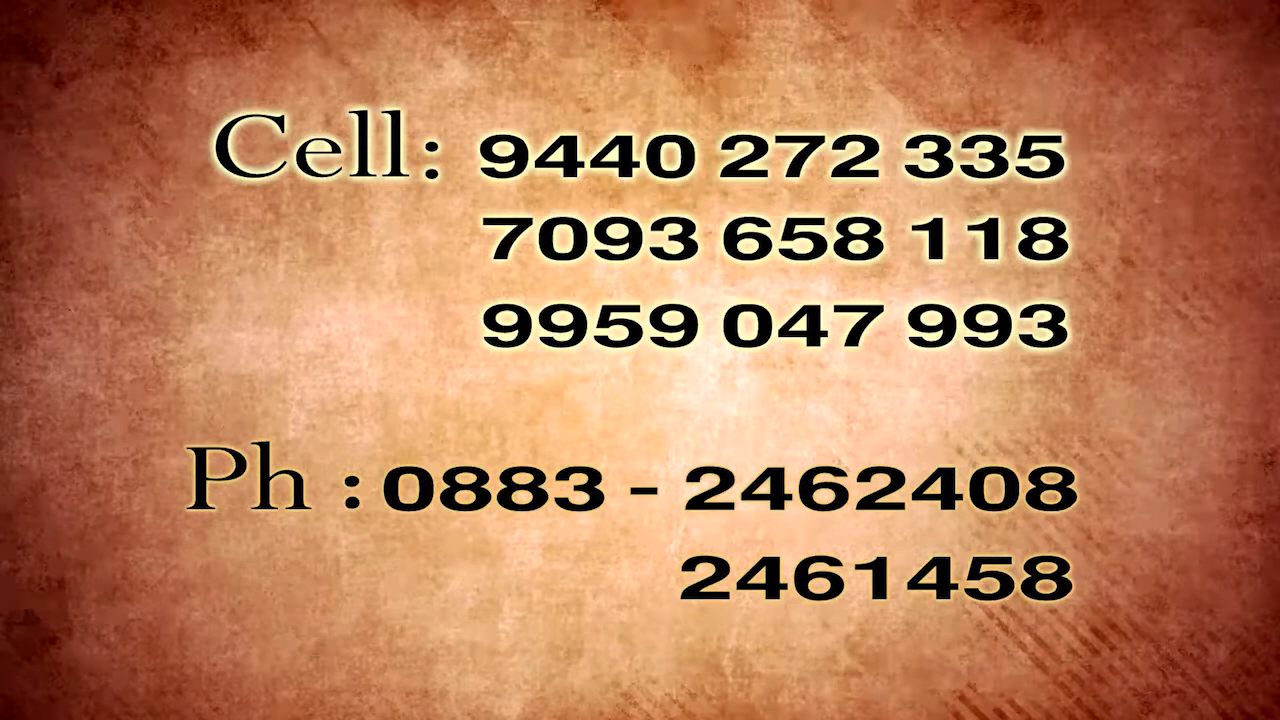 Cell: 9440 272 335
7093 658 118
9959 047 993
Ph : 0883 - 2462408
2461458